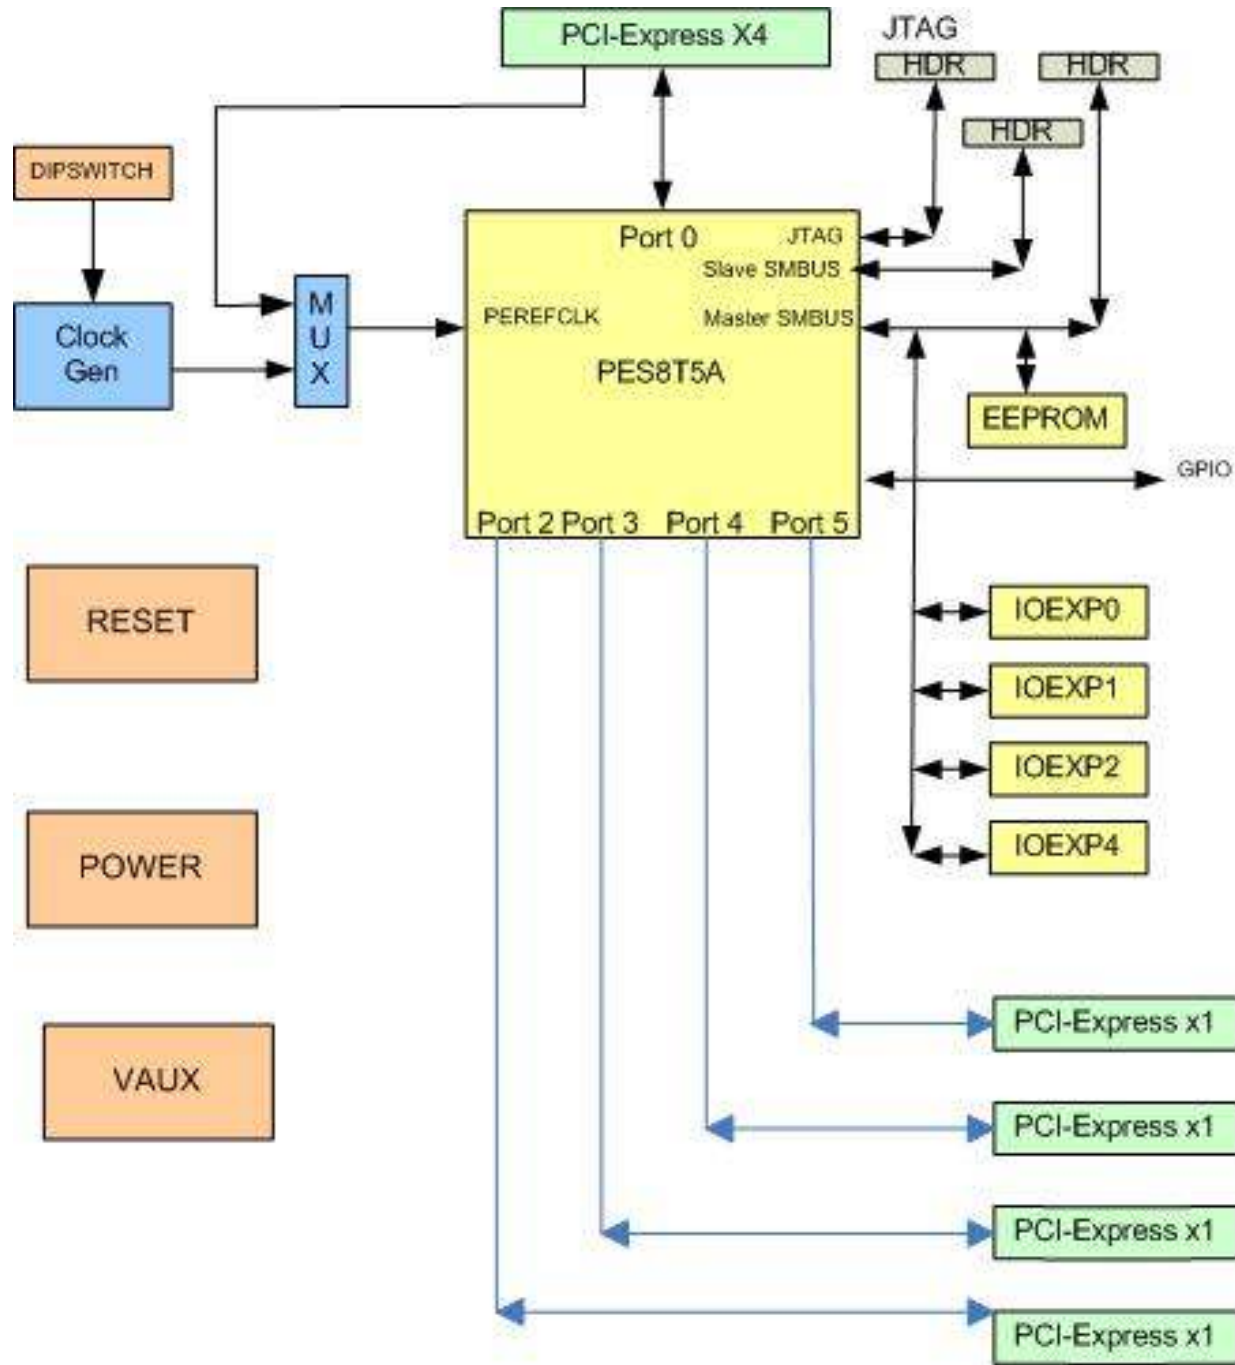 PCI-Express X4
JTAG
HDR
HDR
HDR
DIPSWITCH
Port 0
JTAG
Slave SMBUS
Clock
Gen
M
U
X
PEREFCLK
Master SMBUS
PES8T5A
EEPROM
GPIO
Port 2 Port 3 Port 4 Port 5
RESET
IOEXP0
IOEXP1
IOEXP2
IOEXP4
POWER
VAUX
PCI-Express x1
PCI-Express x1
PCI-Express x1
PCI-Express x1